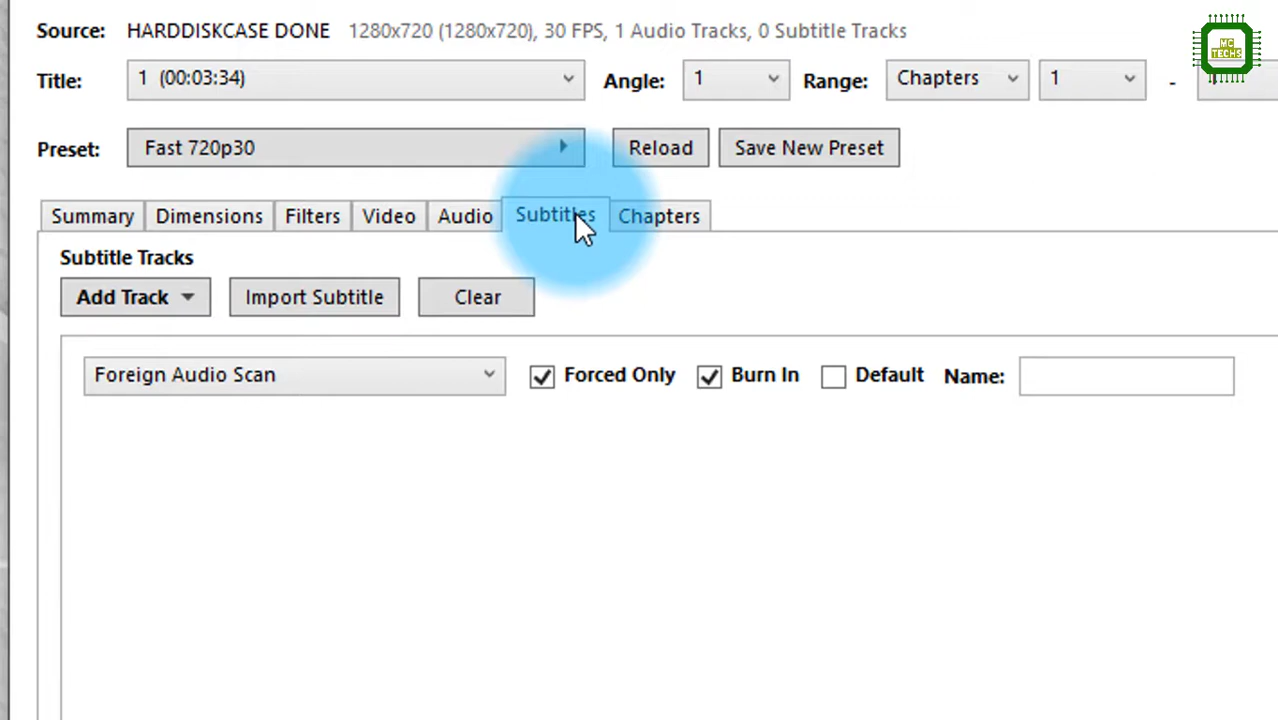 Source: HARDDISKCASE DONE 1280x720 (1280x720), 30 FPS, 1 Audio Tracks, 0 Subtitle Tracks
MC
TECHS
Title: 1 (00:03:34) Angle: 1 Range: Chapters 1 -
Preset: Fast 720p30 Reload Save New Preset
Summary Dimensions Filters Video Audio Subtitles Chapters
Subtitle Tracks
Add Track Import Subtitle Clear
Foreign Audio Scan Forced Only Burn In Default Name: